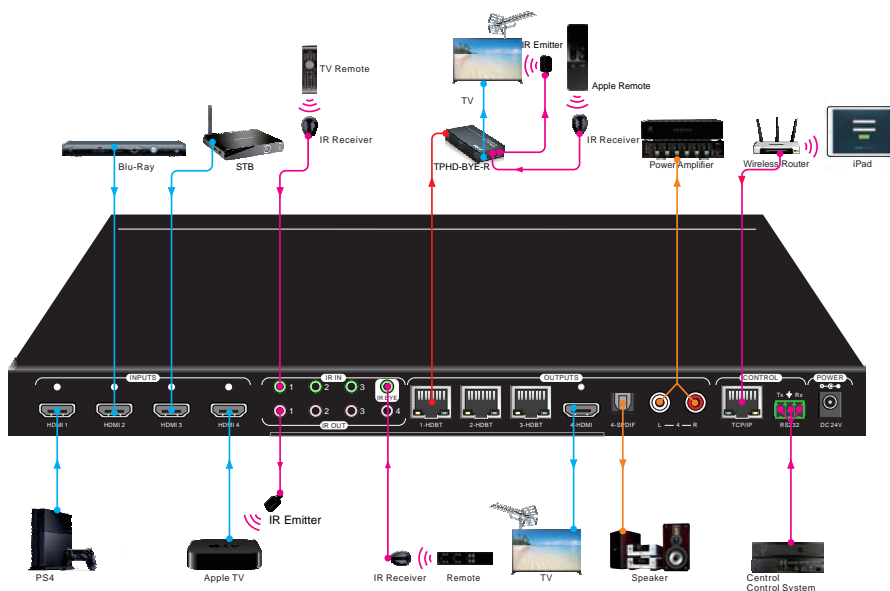 IR Emitter
TV Remote
Apple Remote
TV
IR Receiver
IR Receiver
Blu-Ray
STB
TPHD-BYE-R
Power Amplifier
Wireless Router
iPad
INPUTS
IR IN
OUTPUTS
CONTROL
POWER
1
2
3
IR EYE
Tx
Rx
1
2
3
4
HDMI 1
HDMI 2
HDMI 3
HDMI 4
IR OUT
1-HDBT
2-HDBT
3-HDBT
4-HDMI
4-SPDIF
L — 4 — R
TCP/IP
RS232
DC 24V
IR Emitter
PS4
Apple TV
IR Receiver
Remote
TV
Speaker
Centrol
Control System